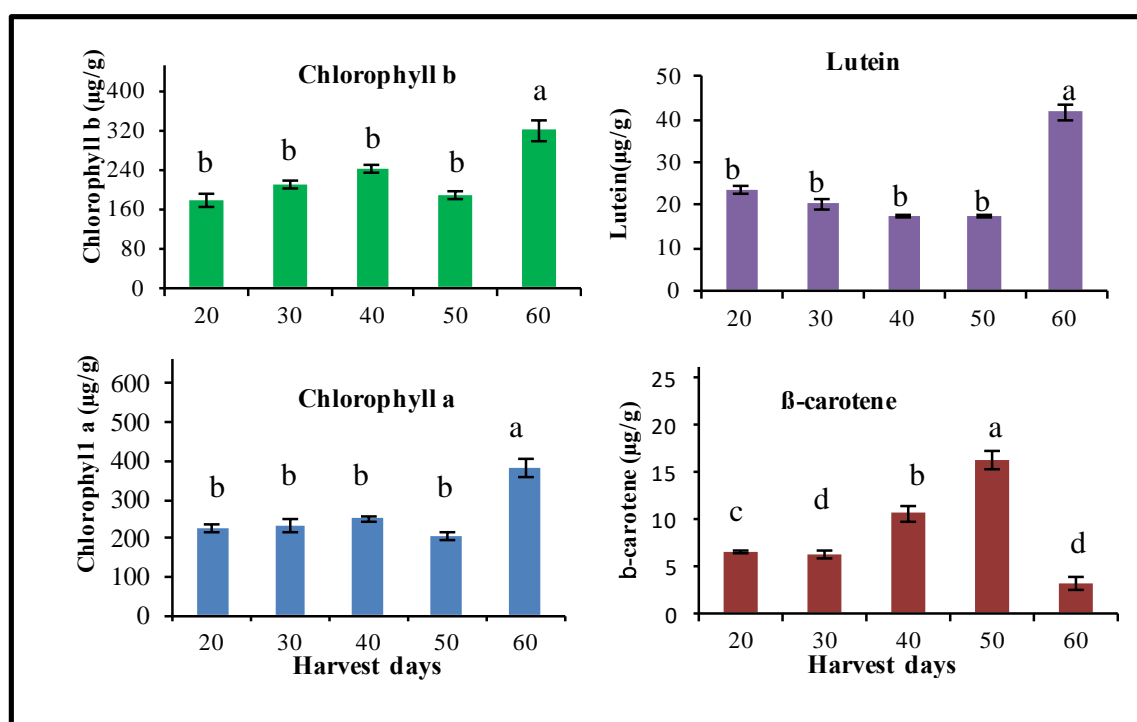 Chlorophyll b
Chlorophyll b (µg/g)
400
320
240
160
80
0
b
b
b
b
a
20 30 40 50 60
Lutein
Lutein(µg/g)
50
40
30
20
10
0
b
b
b
b
a
20 30 40 50 60
Chlorophyll a
Chlorophyl1 a (µg/g)
600
500
400
300
200
100
0
b
b
b
b
a
20 30 40 50 60
Harvest days
ß-carotene
b-carotene (µg/g)
25
20
15
10
5
0
c
d
b
a
d
20 30 40 50 60
Harvest days